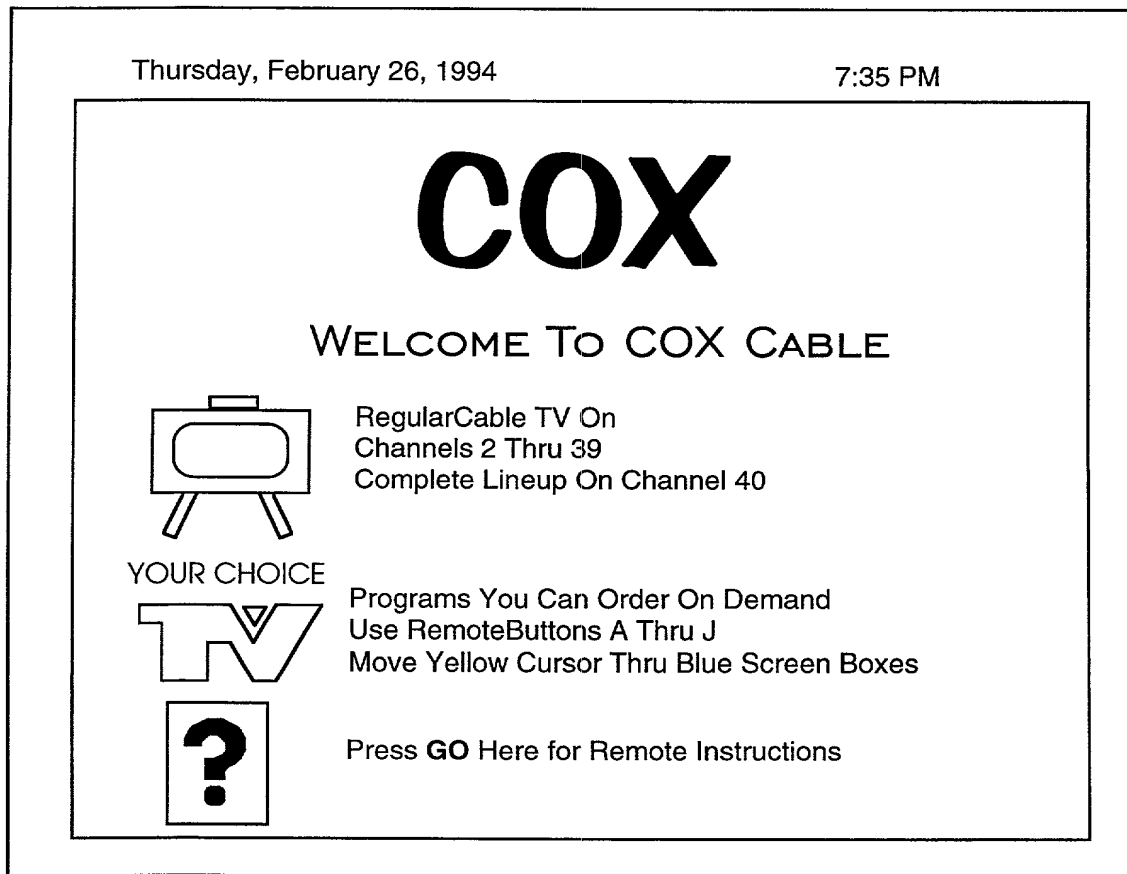 Thursday, February 26, 1994 7:35 PM
COX
WELCOME TO COX CABLE
RegularCable TV On
Channels 2 Thru 39
Complete Lineup On Channel 40
YOUR CHOICE
TV
Programs You Can Order On Demand
Use RemoteButtons A Thru J
Move Yellow Cursor Thru Blue Screen Boxes
?
Press GO Here for Remote Instructions